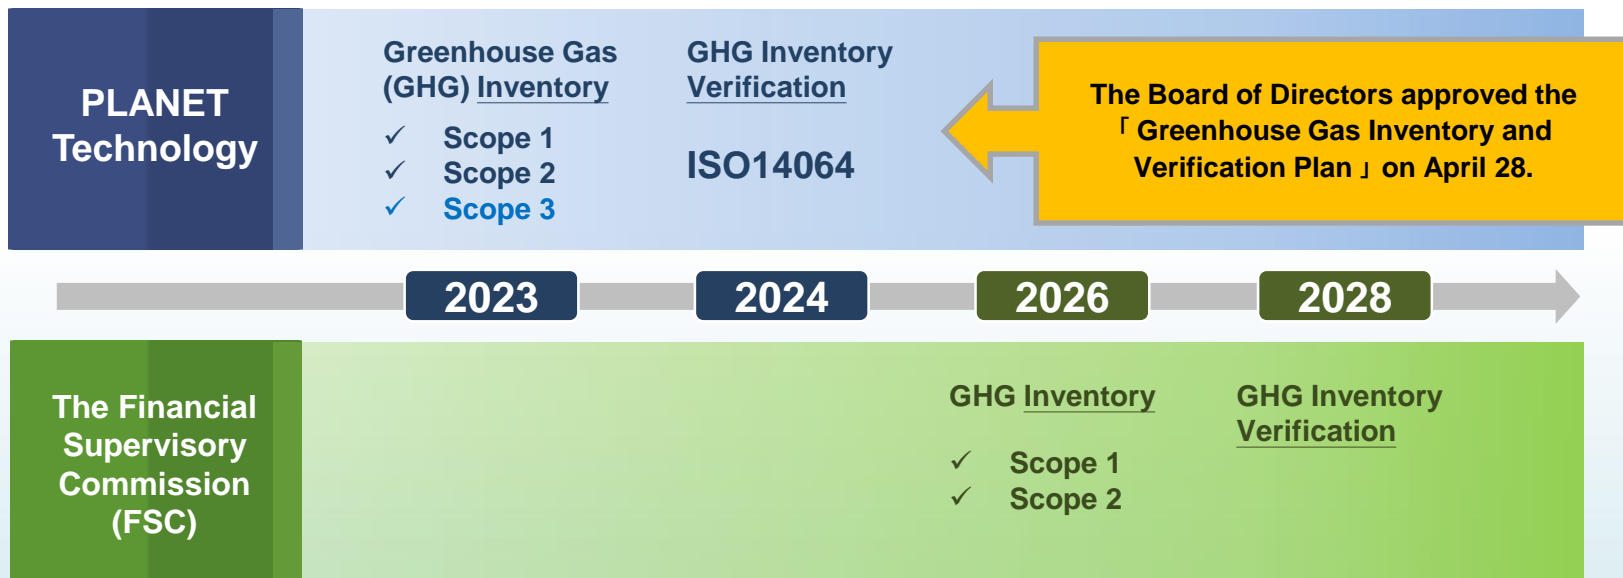 PLANET
Technology
Greenhouse Gas
(GHG) Inventory
✓ Scope 1
✓ Scope 2
✓ Scope 3
GHG Inventory
Verification
ISO14064
The Board of Directors approved the
「 Greenhouse Gas Inventory and
Verification Plan 」 on April 28.
2023
2024
2026
2028
The Financial
Supervisory
Commission
(FSC)
GHG Inventory
✓ Scope 1
✓ Scope 2
GHG Inventory
Verification